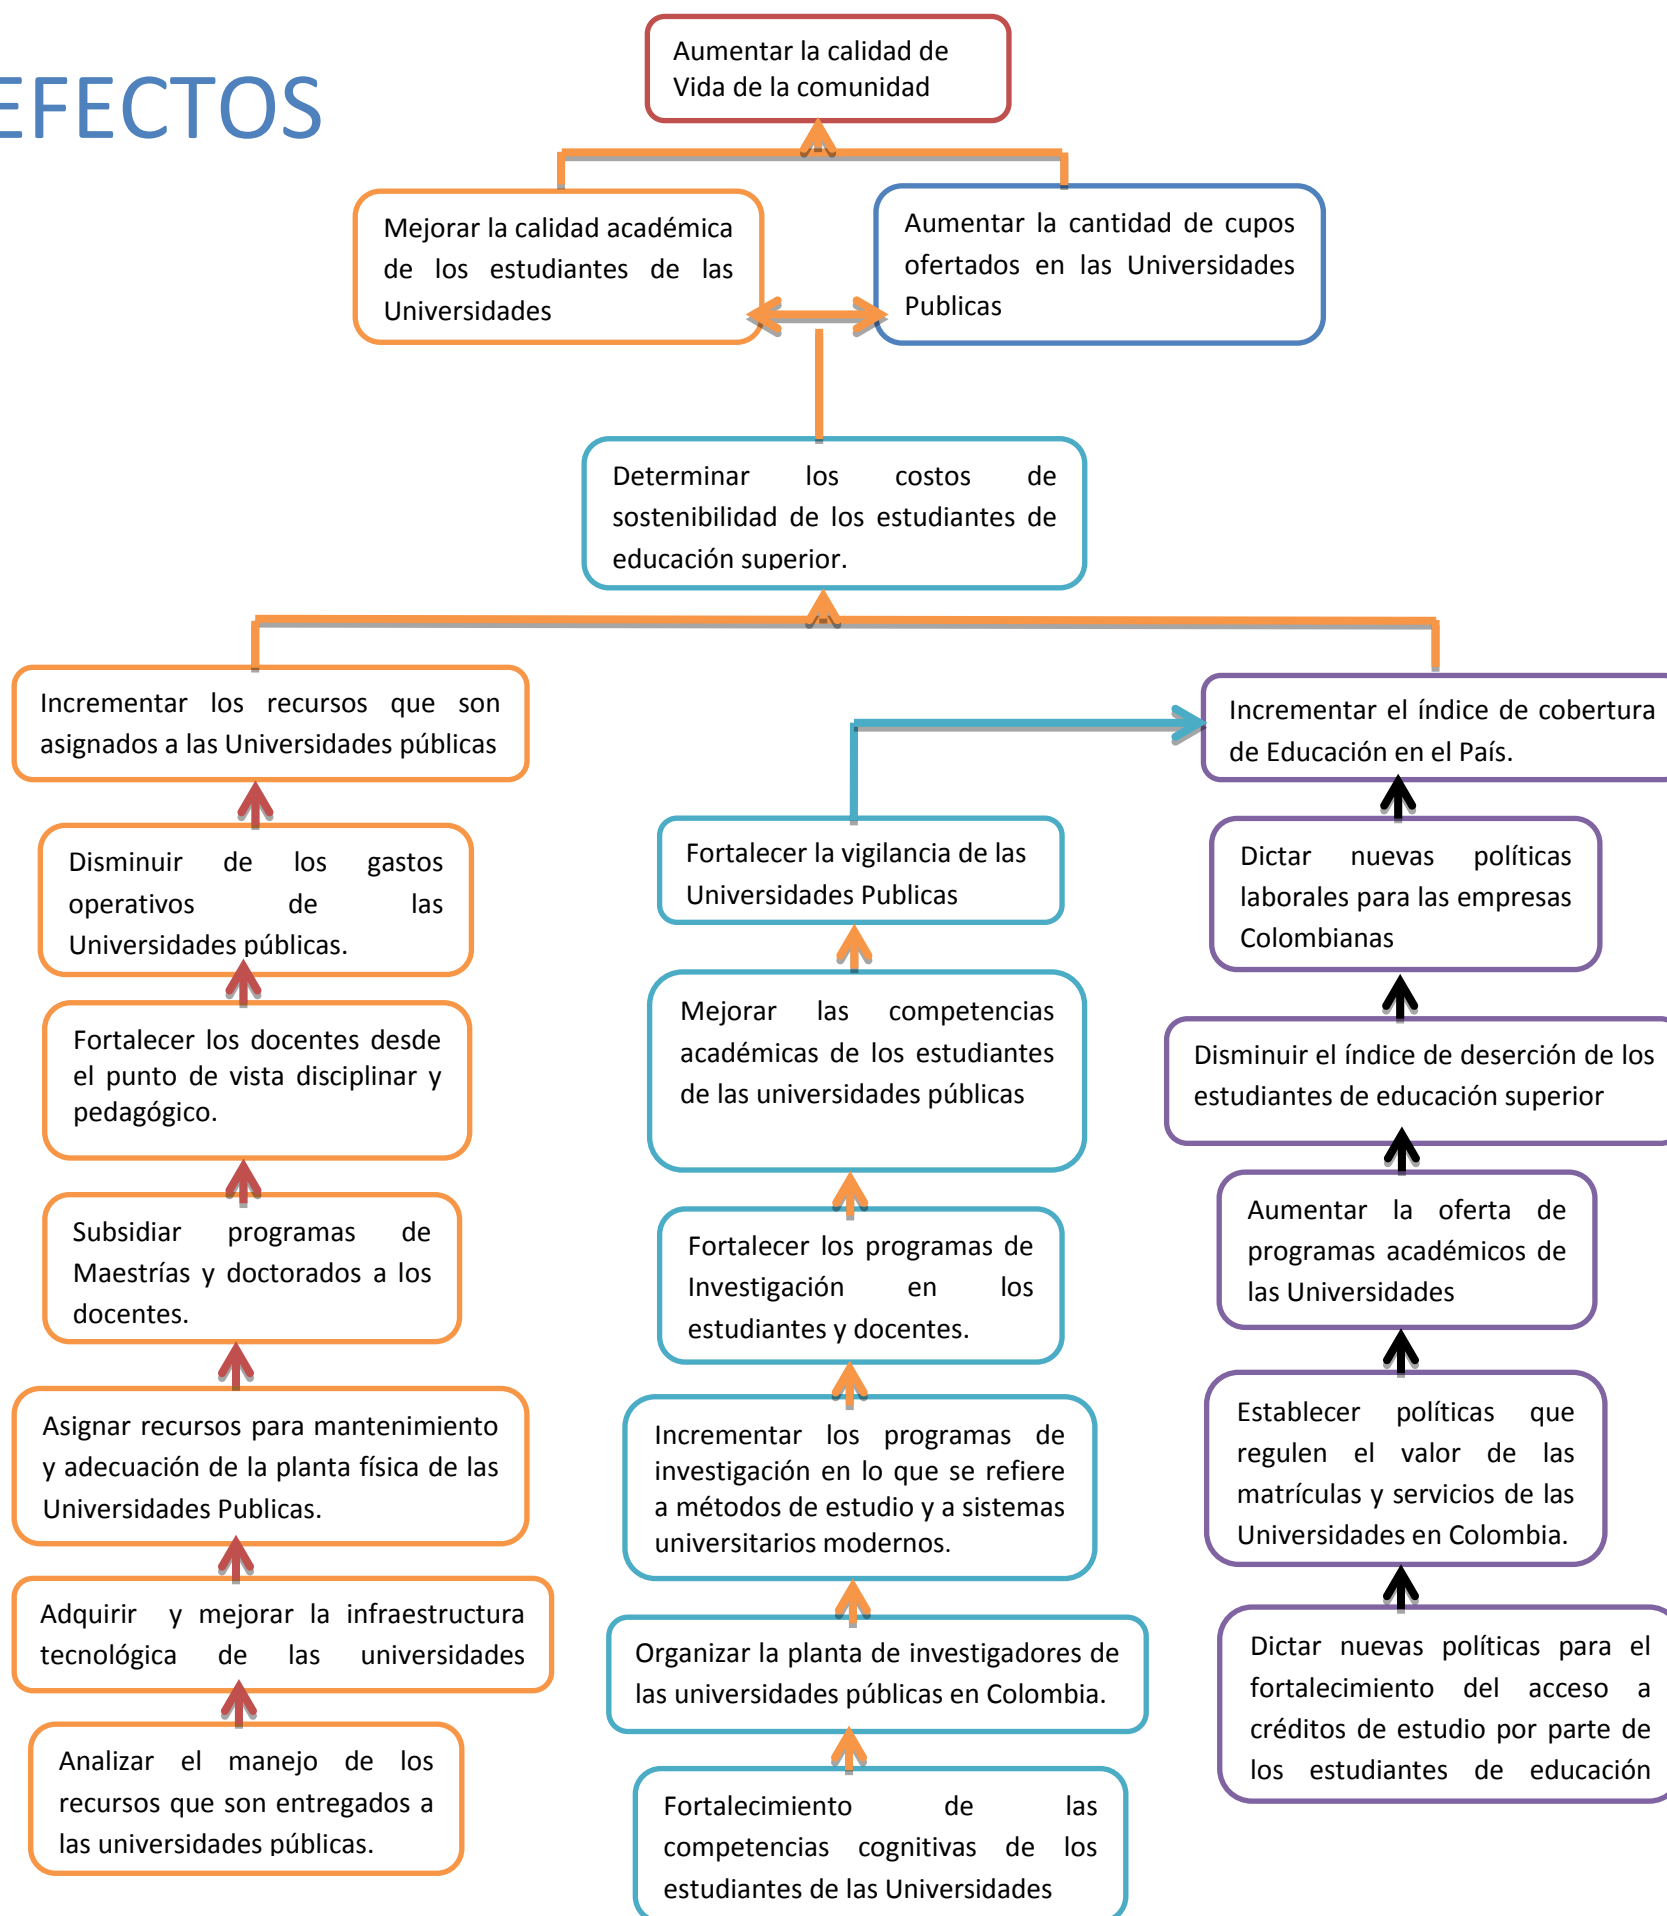 EFECTOS
Aumentar la calidad de
Vida de la comunidad
Mejorar la calidad académica
de los estudiantes de las
Universidades
Aumentar la cantidad de cupos
ofertados en las Universidades
Publicas
Determinar los costos de
sostenibilidad de los estudiantes de
educación superior.
Incrementar los recursos que son
asignados a las Universidades públicas
Disminuir de los gastos
operativos de las
Universidades públicas.
Fortalecer los docentes desde
el punto de vista disciplinar y
pedagógico.
Subsidiar programas de
Maestrías y doctorados a los
docentes.
Asignar recursos para mantenimiento
y adecuación de la planta física de las
Universidades Publicas.
Adquirir y mejorar la infraestructura
tecnológica de las universidades
Analizar el manejo de los
recursos que son entregados a
las universidades públicas.
Fortalecer la vigilancia de las
Universidades Publicas
Mejorar las competencias
académicas de los estudiantes
de las universidades públicas
Fortalecer los programas de
Investigación en los
estudiantes y docentes.
Incrementar los programas de
investigación en lo que se refiere
a métodos de estudio y a sistemas
universitarios modernos.
Organizar la planta de investigadores de
las universidades públicas en Colombia.
Fortalecimiento de las
competencias cognitivas de los
estudiantes de las Universidades
Incrementar el índice de cobertura
de Educación en el País.
Dictar nuevas políticas
laborales para las empresas
Colombianas
Disminuir el índice de deserción de los
estudiantes de educación superior
Aumentar la oferta de
programas académicos de
las Universidades
Establecer políticas que
regulen el valor de las
matrículas y servicios de las
Universidades en Colombia.
Dictar nuevas políticas para el
fortalecimiento del acceso a
créditos de estudio por parte de
los estudiantes de educación